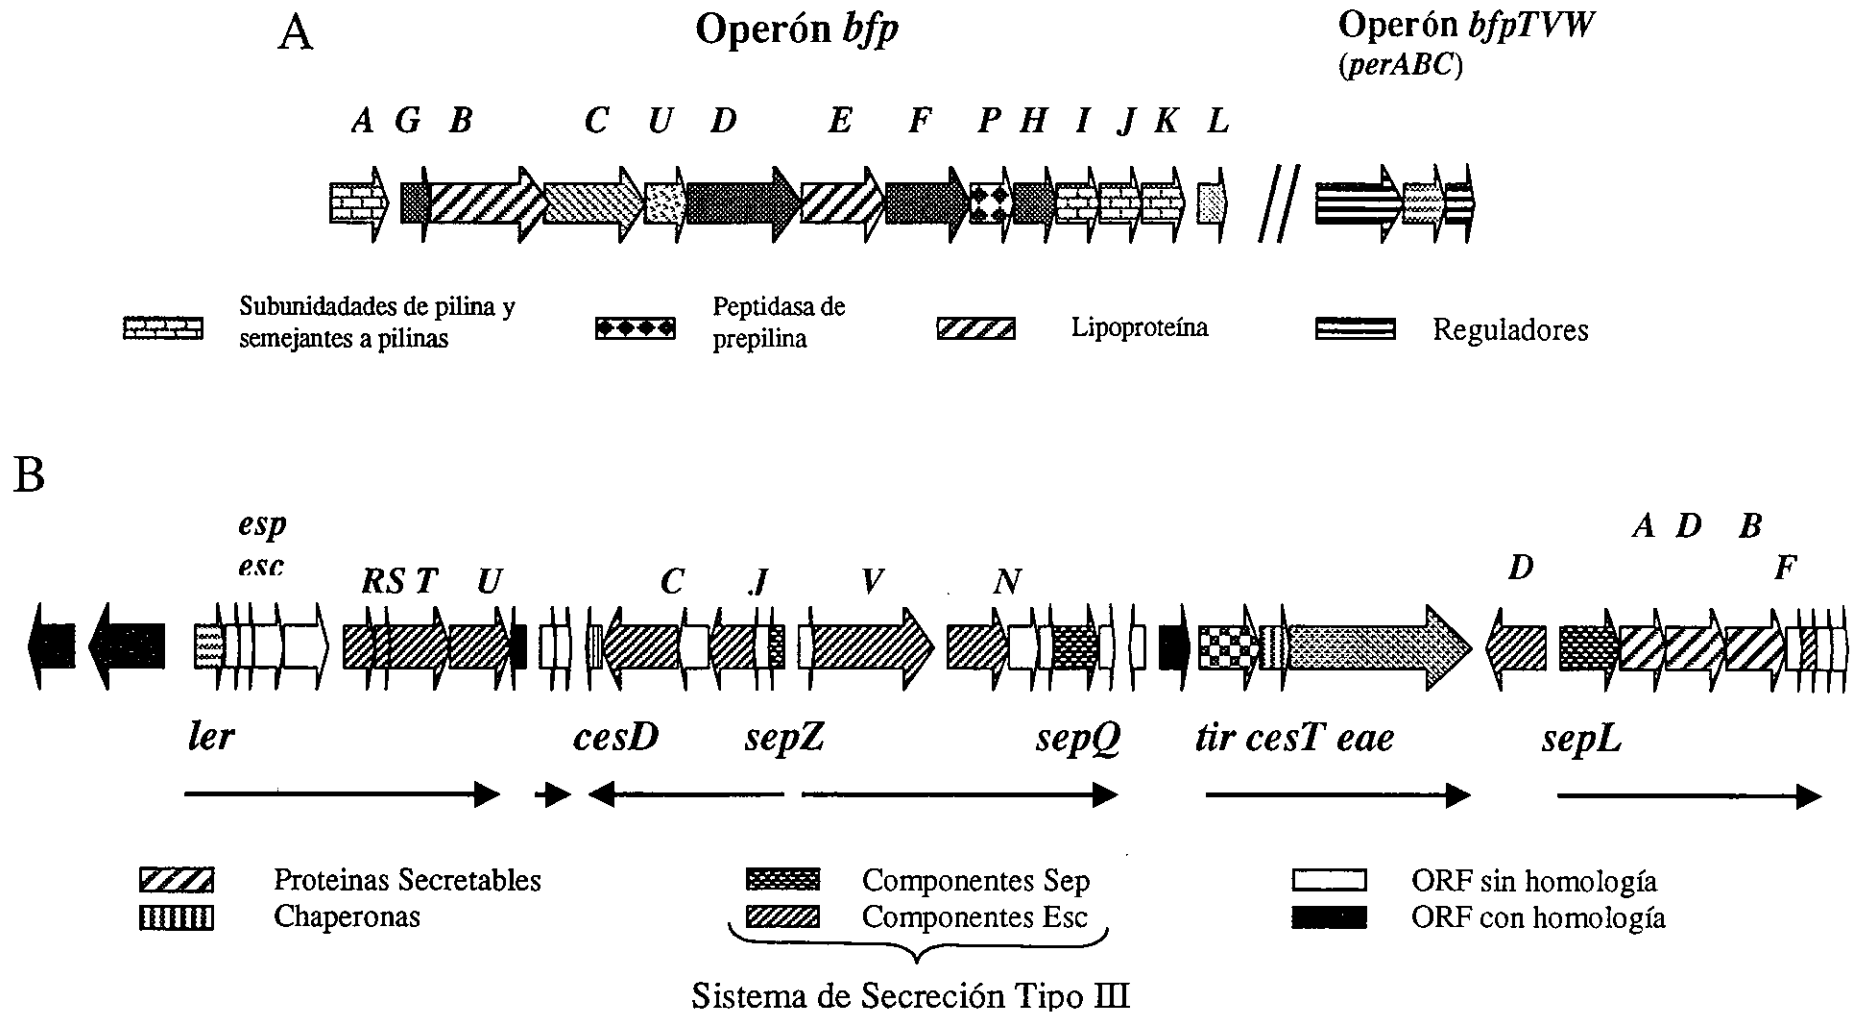 A
Operón bfp
Operón bfpTVW
(perABC)
A G B C U D E F P H I J K L
Subunidadades de pilina y
semejantes a pilinas
Peptidasa de
prepilina
Lipoproteína
Reguladores
B
esp
A D B
esc
R S T U C J V N D F
ler cesD sepZ sepQ tir cesT eae sepL
Proteinas Secretables
Chaperonas
Componentes Sep
Componentes Esc
ORF sin homología
ORF con homología
Sistema de Secreción Tipo III